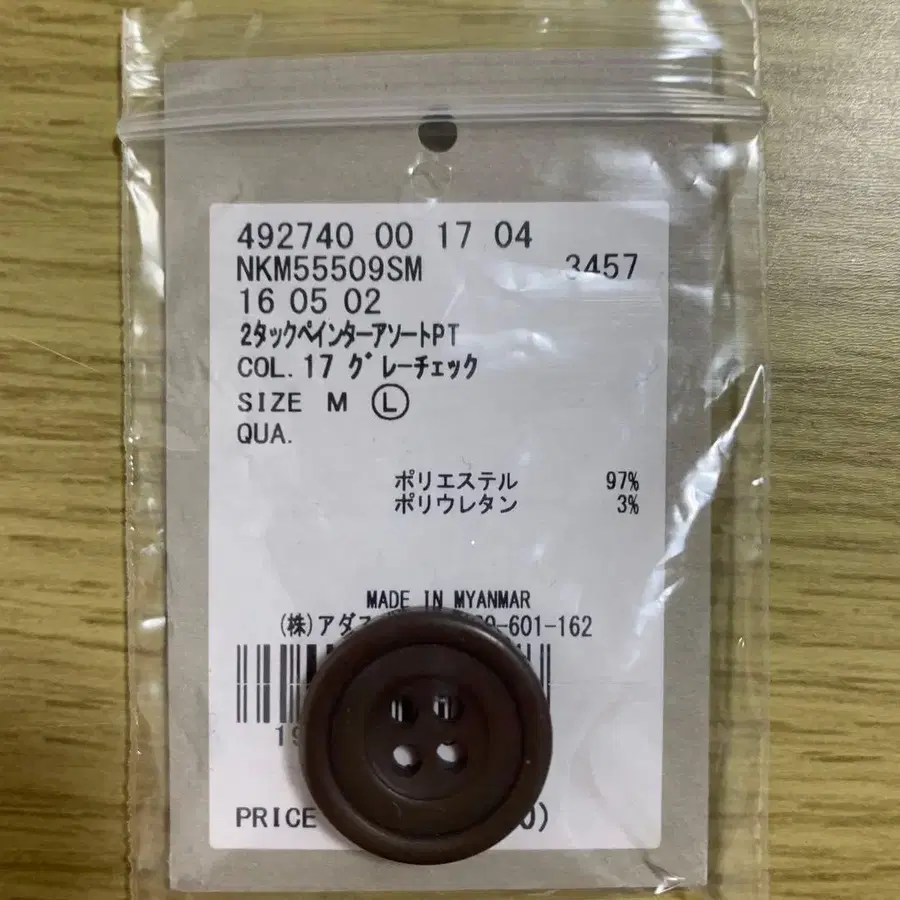 492740 00 17 04
NKM55509SM 3457
16 05 02
2タックペインターアソートPT
COL.17 グレーチェック
SIZE M Ⓛ
QUA.
ポリエステル 97%
ポリウレタン 3%
MADE IN MYANMAR
(株)アダス -601-162
19
PRICE 0)